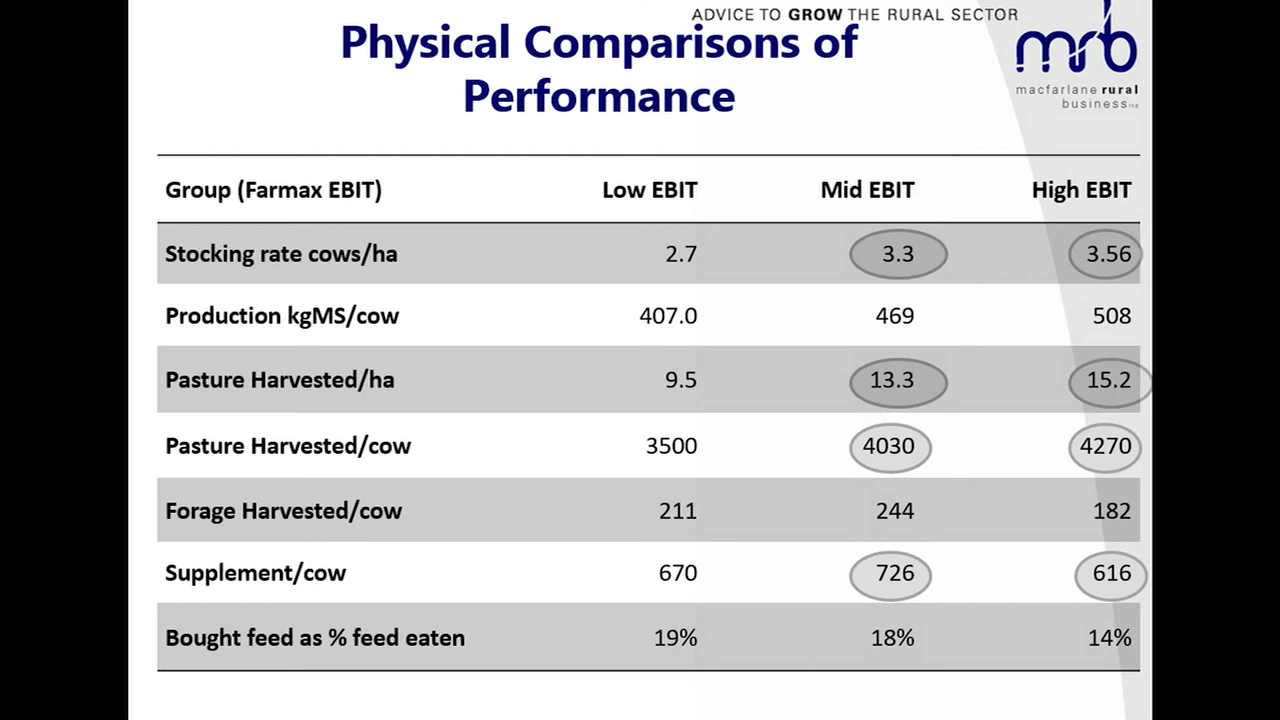 ADVICE TO GROW THE RURAL SECTOR
Physical Comparisons of
Performance
mrb
macfarlane rural
business ltd
Group (Farmax EBIT) Low EBIT Mid EBIT High EBIT
Stocking rate cows/ha 2.7 3.3 3.56
Production kgMS/cow 407.0 469 508
Pasture Harvested/ha 9.5 13.3 15.2
Pasture Harvested/cow 3500 4030 4270
Forage Harvested/cow 211 244 182
Supplement/cow 670 726 616
Bought feed as % feed eaten 19% 18% 14%